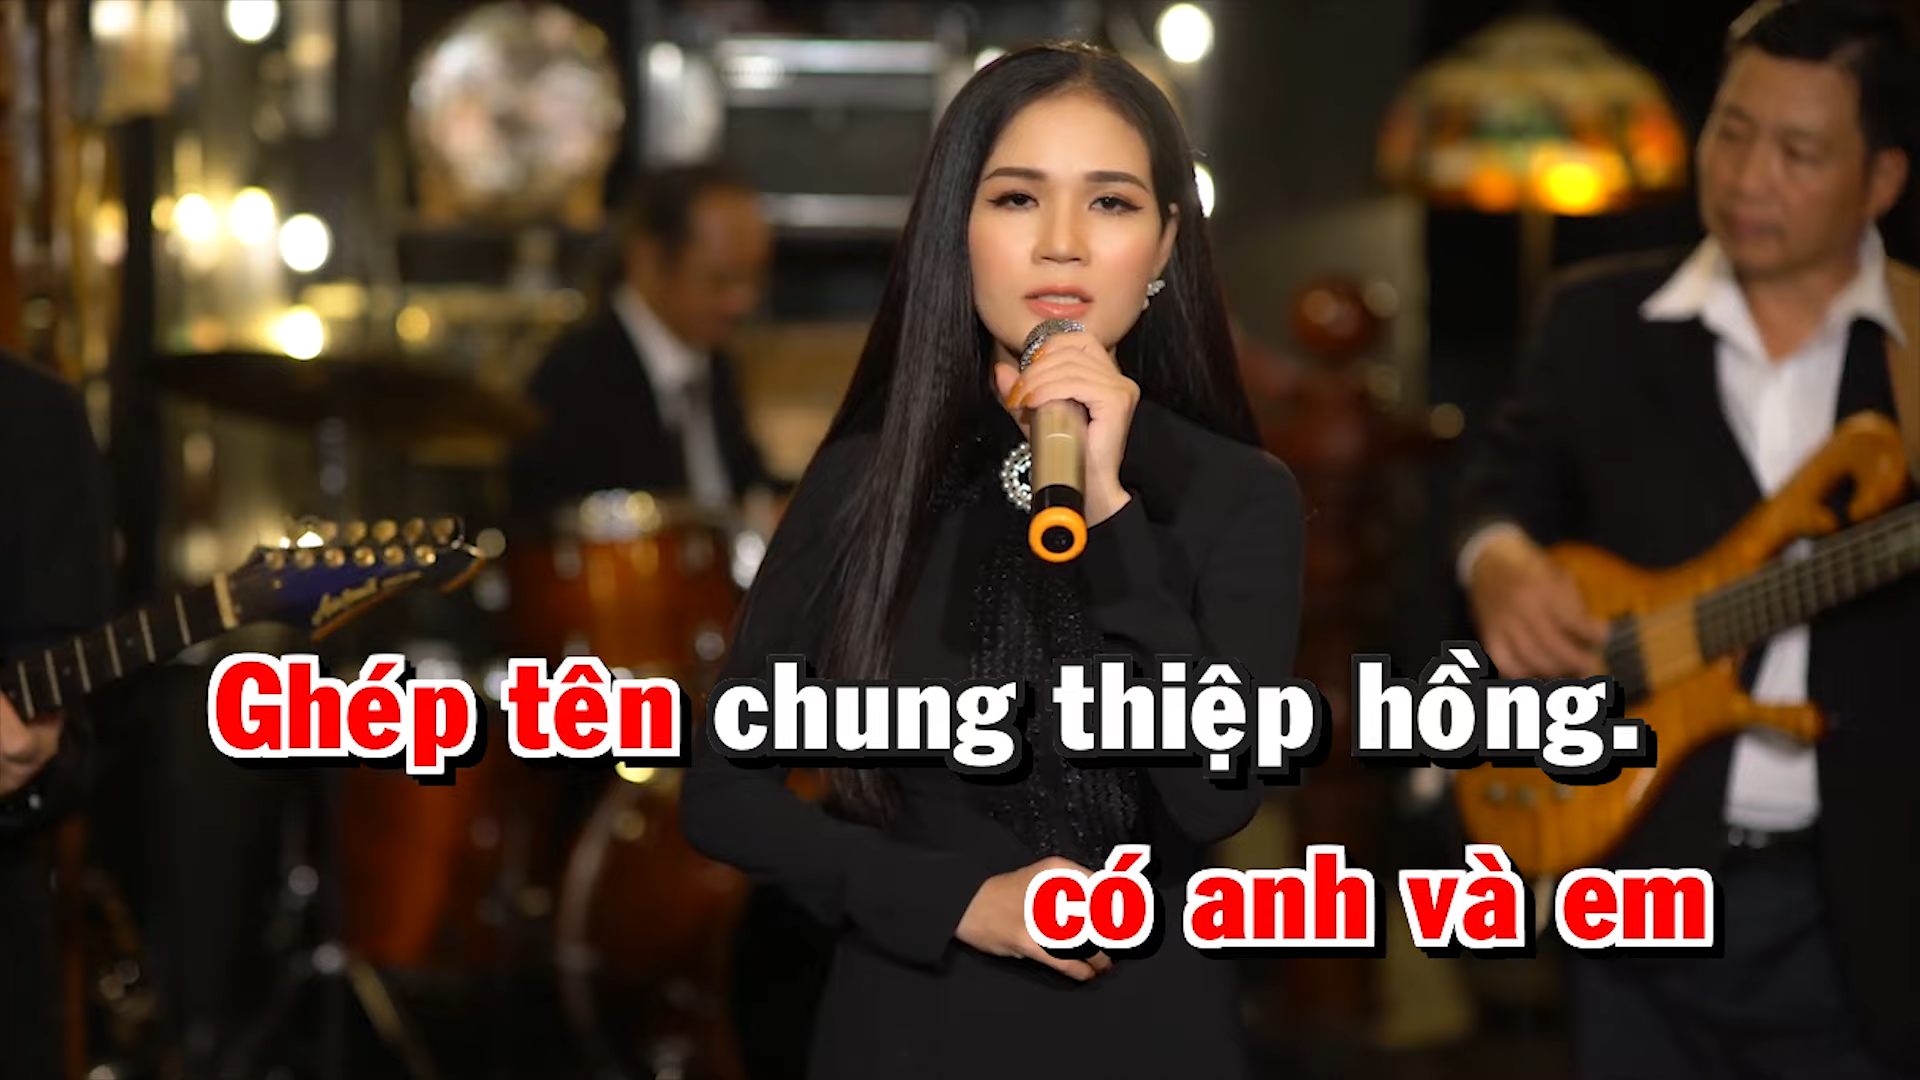 Ghép tên chung thiệp hồng.
có anh và em